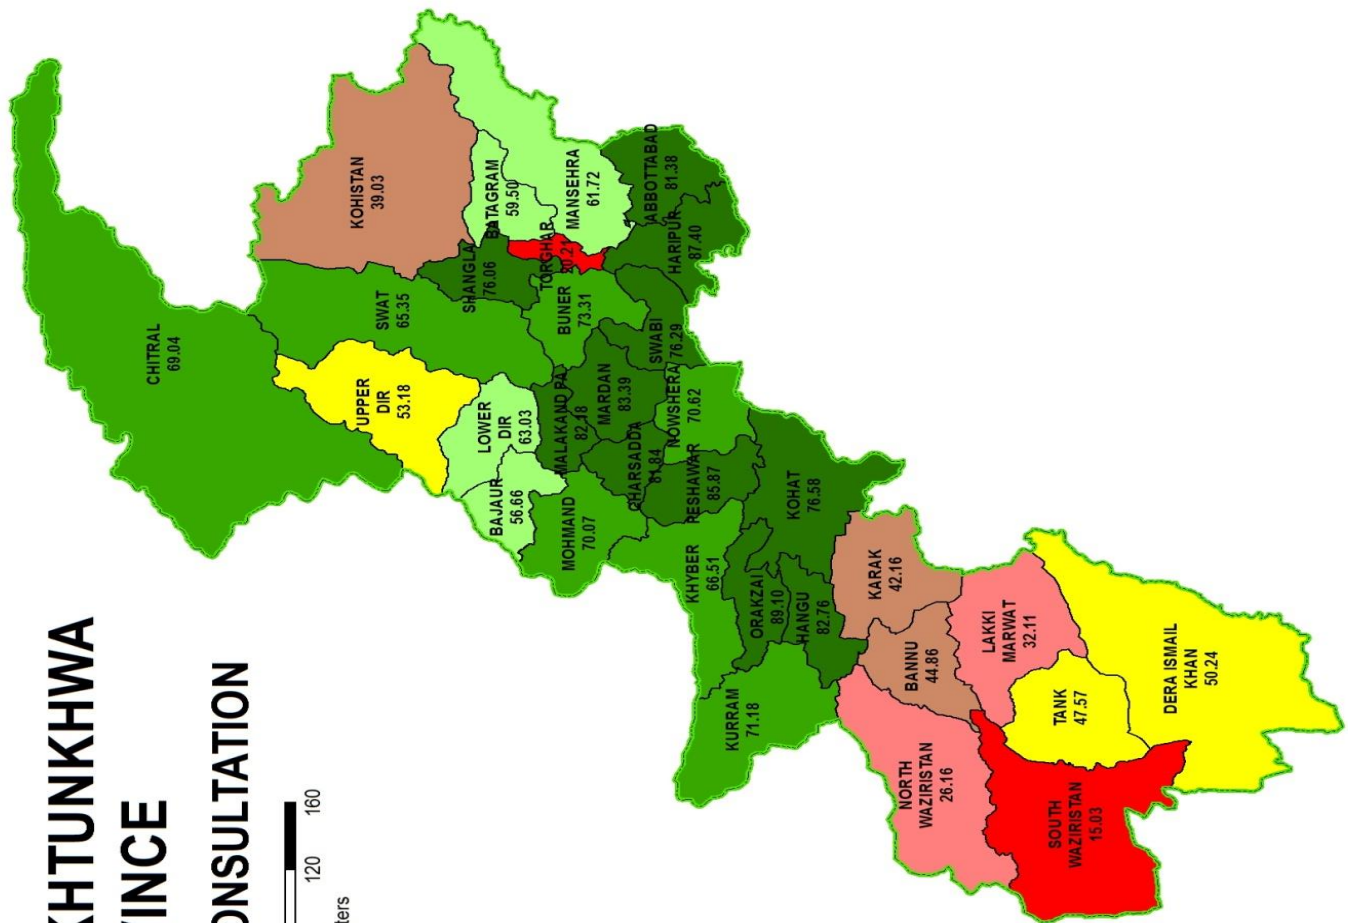 KHTUNKHWA
VINCE
ONSULTATION
120 160
ters
CHITRAL
69.04
KOHISTAN
39.03
SWAT
65.35
UPPER
DIR
53.18
LOWER
DIR
63.03
BAJAUR
56.66
MOHMAND
70.07
MALAKAND PA
82.18
SHANGLA
76.06
BATAGRAM
59.50
TORGHAR
20.21
MANSEHRA
61.72
ABBOTTABAD
81.38
HARIPUR
87.40
BUNER
73.31
SWABI
76.29
MARDAN
83.39
CHARSADDA
81.84
NOWSHERA
70.62
PESHAWAR
85.87
KHYBER
66.51
KOHAT
76.58
ORAKZAI
89.10
HANGU
82.76
KURRAM
71.18
KARAK
42.16
BANNU
44.86
LAKKI
MARWAT
32.11
NORTH
WAZIRISTAN
26.16
TANK
47.57
SOUTH
WAZIRISTAN
15.03
DERA ISMAIL
KHAN
50.24